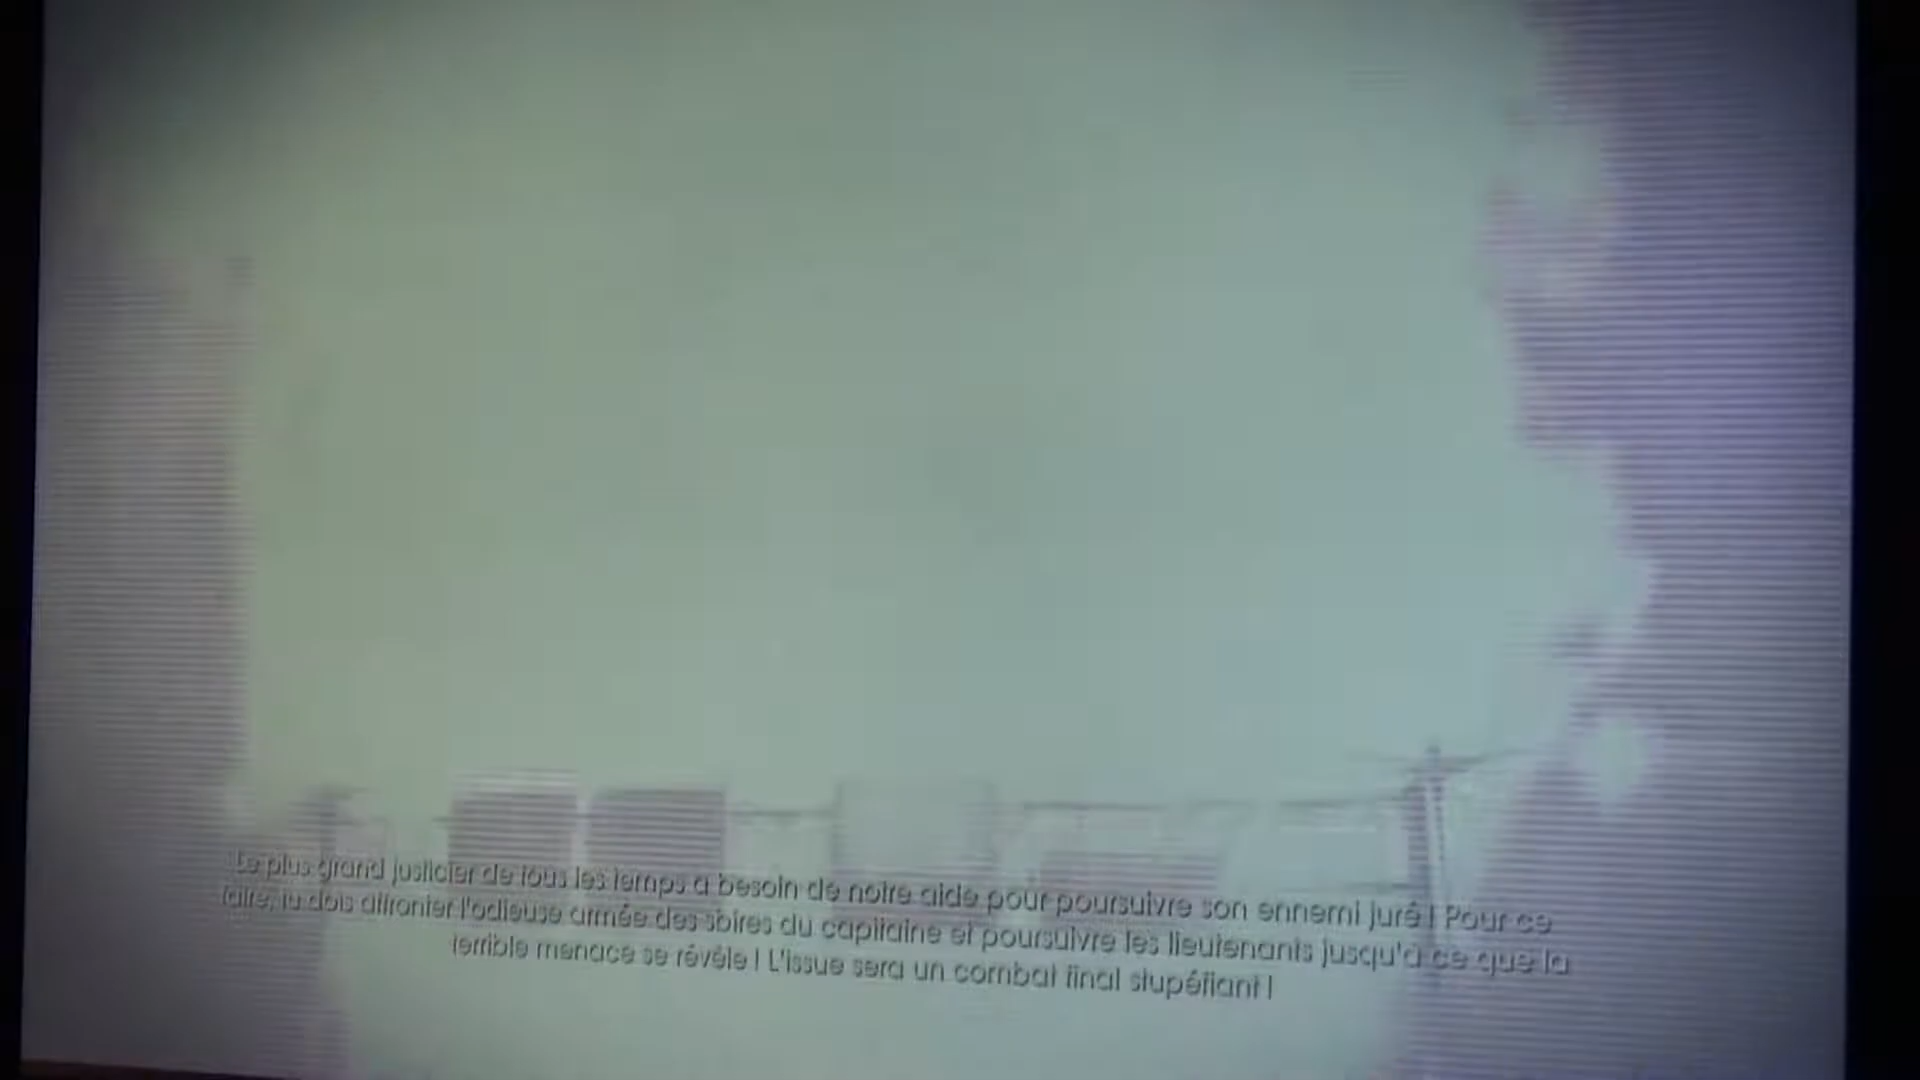 Le plus grand justicier de tous les temps a besoin de notre aide pour poursuivre son ennemi juré ! Pour ce
faire, tu dois affronter l'odieuse armée des sbires du capitaine et poursuivre les lieutenants jusqu'à ce que la
terrible menace se révèle ! L'issue sera un combat final stupéfiant !